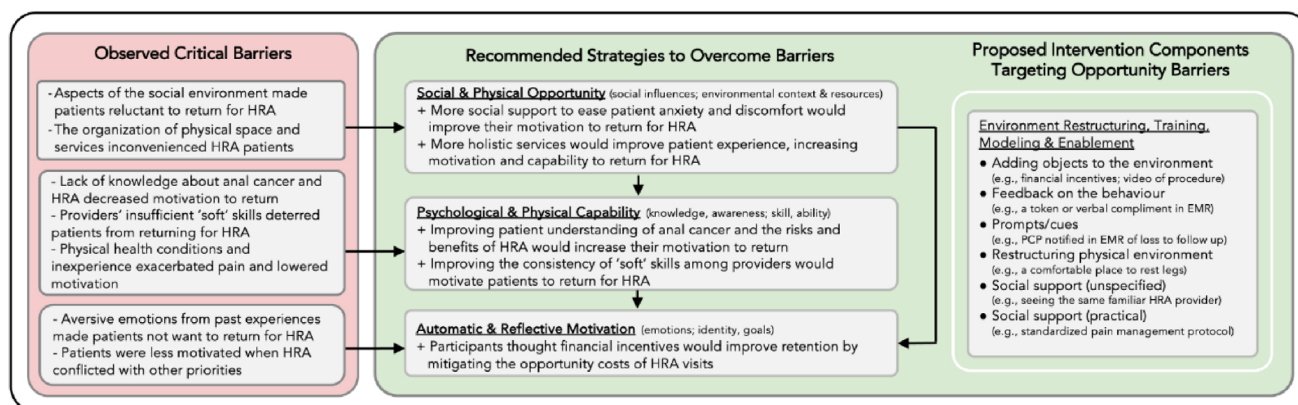 Observed Critical Barriers
- Aspects of the social environment made
patients reluctant to return for HRA
- The organization of physical space and
services inconvenienced HRA patients
- Lack of knowledge about anal cancer and
HRA decreased motivation to return
- Providers' insufficient 'soft' skills deterred
patients from returning for HRA
- Physical health conditions and
inexperience exacerbated pain and lowered
motivation
- Aversive emotions from past experiences
made patients not want to return for HRA
- Patients were less motivated when HRA
conflicted with other priorities
Recommended Strategies to Overcome Barriers
Social & Physical Opportunity (social influences; environmental context & resources)
+ More social support to ease patient anxiety and discomfort would
improve their motivation to return for HRA
+ More holistic services would improve patient experience, increasing
motivation and capability to return for HRA
Psychological & Physical Capability (knowledge, awareness; skill, ability)
+ Improving patient understanding of anal cancer and the risks and
benefits of HRA would increase their motivation to return
+ Improving the consistency of 'soft' skills among providers would
motivate patients to return for HRA
Automatic & Reflective Motivation (emotions; identity, goals)
+ Participants thought financial incentives would improve retention by
mitigating the opportunity costs of HRA visits
Proposed Intervention Components
Targeting Opportunity Barriers
Environment Restructuring, Training,
Modeling & Enablement
● Adding objects to the environment
(e.g., financial incentives; video of procedure)
● Feedback on the behaviour
(e.g., a token or verbal compliment in EMR)
● Prompts/cues
(e.g., PCP notified in EMR of loss to follow up)
● Restructuring physical environment
(e.g., a comfortable place to rest legs)
● Social support (unspecified)
(e.g., seeing the same familiar HRA provider)
● Social support (practical)
(e.g., standardized pain management protocol)